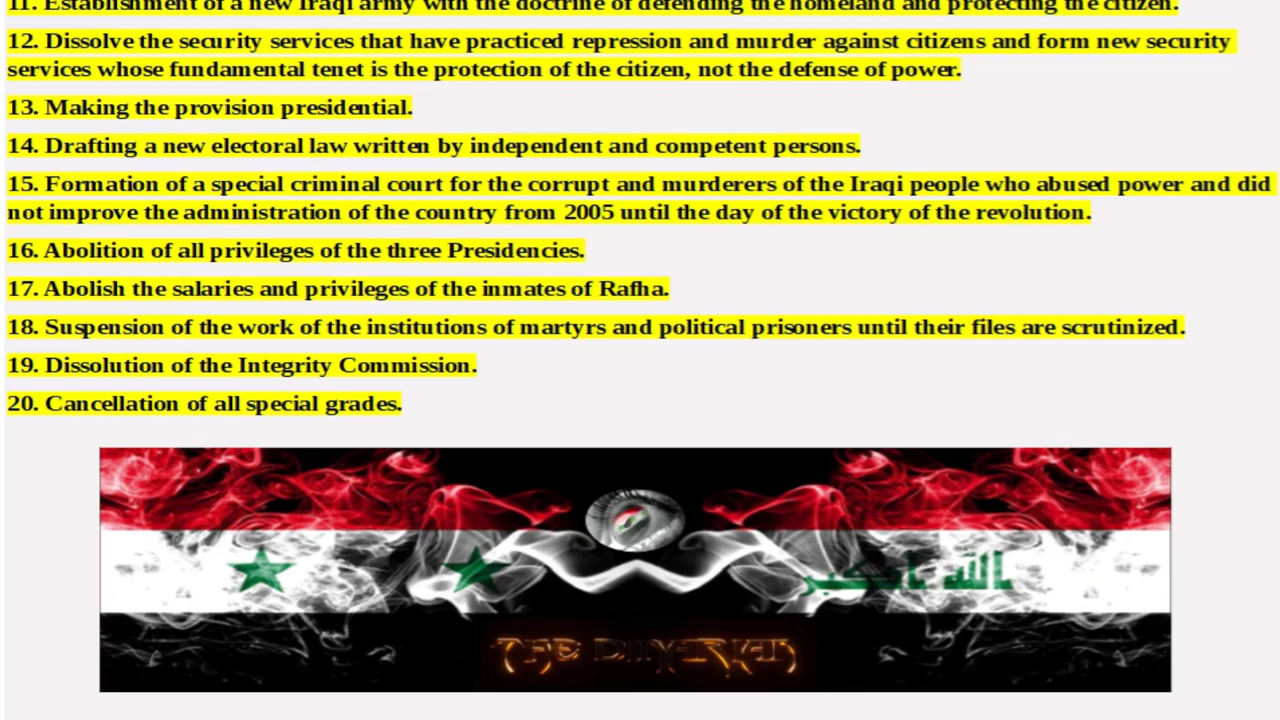 11. Establishment of a new Iraqi army with the doctrine of defending the homeland and protecting the citizen.
12. Dissolve the security services that have practiced repression and murder against citizens and form new security
services whose fundamental tenet is the protection of the citizen, not the defense of power.
13. Making the provision presidential.
14. Drafting a new electoral law written by independent and competent persons.
15. Formation of a special criminal court for the corrupt and murderers of the Iraqi people who abused power and did
not improve the administration of the country from 2005 until the day of the victory of the revolution.
16. Abolition of all privileges of the three Presidencies.
17. Abolish the salaries and privileges of the inmates of Rafha.
18. Suspension of the work of the institutions of martyrs and political prisoners until their files are scrutinized.
19. Dissolution of the Integrity Commission.
20. Cancellation of all special grades.
الله اكبر
THE DINARIAN